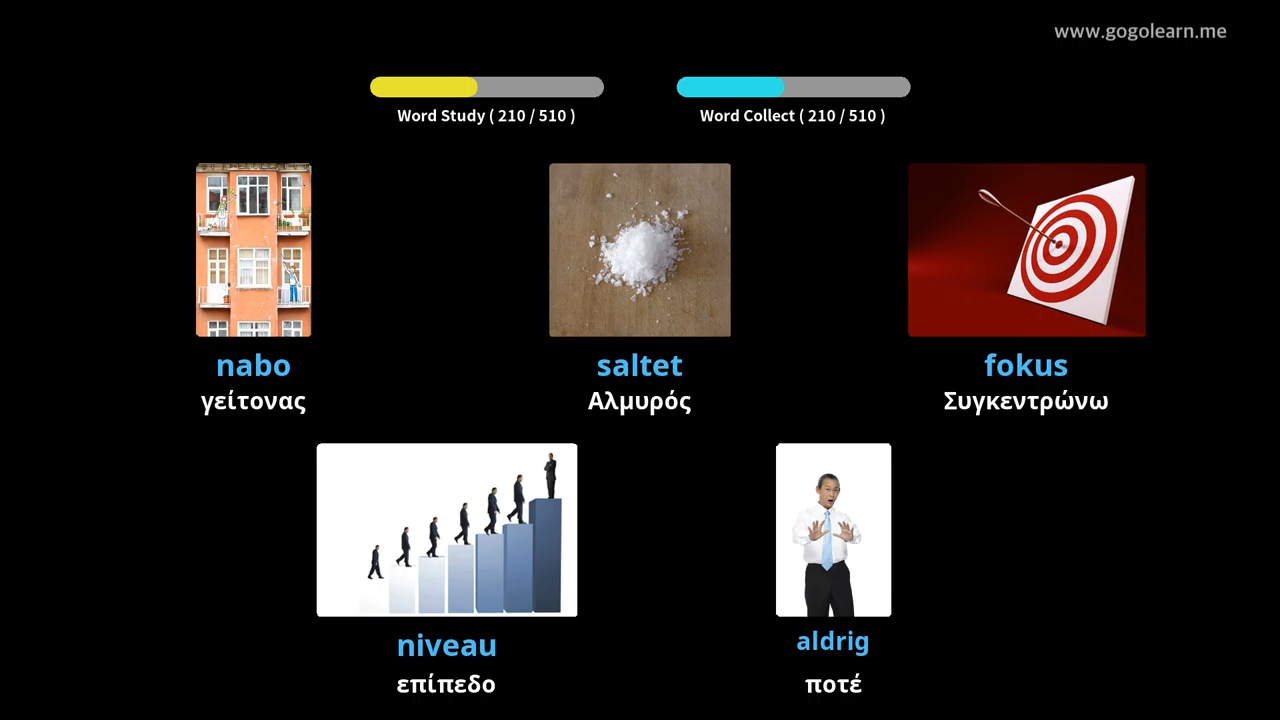 www.gogolearn.me
Word Study ( 210 / 510 )
Word Collect ( 210 / 510 )
nabo
γείτονας
saltet
Αλμυρός
fokus
Συγκεντρώνω
niveau
επίπεδο
aldrig
ποτέ